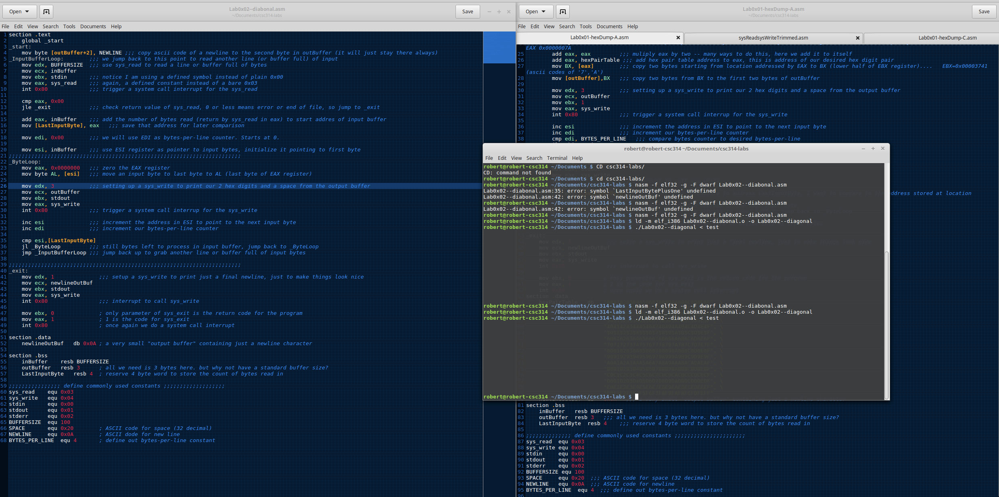 Open
Lab0x02--diabonal.asm
~/Documents/csc314-labs
Save
File Edit View Search Tools Documents Help
1 section .text
2     global _start
3 _start:
4     mov byte [outBuffer+2], NEWLINE ;;; copy ascii code of a newline to the second byte in outBuffer (it will just stay there always)
5 _InputBufferLoop:        ;;; we jump back to this point to read another line (or buffer full) of input
6     mov edx, BUFFERSIZE  ;;; use sys_read to read a line or buffer full of bytes
7     mov ecx, inBuffer
8     mov ebx, stdin       ;;; notice I am using a defined symbol instead of plain 0x00
9     mov eax, sys_read    ;;; again, a defined constant instead of a bare 0x03
10     int 0x80             ;;; trigger a system call interrupt for the sys_read
11
12     cmp eax, 0x00
13     jle _exit            ;;; check return value of sys_read, 0 or less means error or end of file, so jump to _exit
14
15     add eax, inBuffer    ;;; add the number of bytes read (return by sys_read in eax) to start addres of input buffer
16     mov [LastInputByte], eax   ;;; save that address for later comparison
17
18     mov edi, 0x00        ;;; we will use EDI as bytes-per-line counter. Starts at 0.
19
20     mov esi, inBuffer    ;;; use ESI register as pointer to input bytes, initialize it pointing to first byte
21 ;;;;;;;;;;;;;;;;;;;;;;;;;;;;;;;;;;;;;;;;;;;;;;;;;;;;;;;;;;;;;;;;;;;;;;;;
22 _ByteLoop:
23     mov eax, 0x0000000   ;;; zero the EAX register
24     mov byte AL, [esi]   ;;; move an input byte to last byte to AL (last byte of EAX register)
25
26     mov edx, 3           ;;; setting up a sys_write to print our 2 hex digits and a space from the output buffer
27     mov ecx, outBuffer
28     mov ebx, stdout
29     mov eax, sys_write
30     int 0x80             ;;; trigger a system call interrup for the sys_write
31
32     inc esi              ;;; increment the address in ESI to point to the next input byte
33     inc edi              ;;; increment our bytes-per-line counter
34
35     cmp esi,[LastInputByte]
36     jl _ByteLoop         ;;; still bytes left to process in input buffer, jump back to _ByteLoop
37     jmp _InputBufferLoop ;;; jump back up to grab another line or buffer full of input bytes
38
39 ;;;;;;;;;;;;;;;;;;;;;;;;;;;;;;;;;;;;;;;;;;;;;;;;;;;;;;;;;;;;;;;;;;;;;;;;
40 _exit:
41     mov edx, 1              ;;; setup a sys_write to print just a final newline, just to make things look nice
42     mov ecx, newlineOutBuf
43     mov ebx, stdout
44     mov eax, sys_write
45     int 0x80                ;;; interrupt to call sys_write
46
47     mov ebx, 0              ; only parameter of sys_exit is the return code for the program
48     mov eax, 1              ; 1 is the code for sys_exit
49     int 0x80                ; once again we do a system call interrupt
50
51 section .data
52     newlineOutBuf   db 0x0A ; a very small "output buffer" containing just a newline character
53
54 section .bss
55     inBuffer    resb BUFFERSIZE
56     outBuffer   resb 3      ; all we need is 3 bytes here. but why not have a standard buffer size?
57     LastInputByte   resb 4  ; reserve 4 byte word to store the count of bytes read in
58
59 ;;;;;;;;;;;;;;;; define commonly used constants ;;;;;;;;;;;;;;;;;;;
60 sys_read    equ 0x03
61 sys_write   equ 0x04
62 stdin       equ 0x00
63 stdout      equ 0x01
64 stderr      equ 0x02
65 BUFFERSIZE  equ 100
66 SPACE       equ 0x20        ; ASCII code for space (32 decimal)
67 NEWLINE     equ 0x0A        ; ASCII dode for new line
68 BYTES_PER_LINE  equ 4       ; define out bytes-per-line constant
Open
Lab0x01-hexDump-A.asm
~/Documents/csc314-labs
Save
File Edit View Search Tools Documents Help
Lab0x01-hexDump-A.asm
sysReadsysWriteTrimmed.asm
Lab0x01-hexDump-C.asm
EAX 0x0000007A
25         add eax, eax         ;;; muliply eax by two -- many ways to do this, here we add it to itself
26         add eax, hexPairTable ;;; add hex pair table address to eax, this is address of our desired hex digit pair
27         mov BX, [eax]        ;;; copy two bytes starting from location addressed by EAX to BX (lower half of EBX register)....   EBX=0x00003741
(ascii codes of '7','A')
28         mov [outBuffer],BX   ;;; copy two bytes from BX to the first two bytes of outBuffer
29
30         mov edx, 3           ;;; setting up a sys_write to print our 2 hex digits and a space from the output buffer
31         mov ecx, outBuffer
32         mov ebx, 1
33         mov eax, sys_write
34         int 0x80             ;;; trigger a system call interrup for the sys_write
35
36         inc esi              ;;; increment the address in ESI to point to the next input byte
37         inc edi              ;;; increment our bytes-per-line counter
38         cmp edi, BYTES_PER_LINE   ;;; compare bytes counter to desired bytes-per-line
address stored at location
robert@robert-csc314 ~/Documents/csc314-labs
File Edit View Search Terminal Help
robert@robert-csc314 ~/Documents $ CD csc314-labs/
CD: command not found
robert@robert-csc314 ~/Documents $ cd csc314-labs/
robert@robert-csc314 ~/Documents/csc314-labs $ nasm -f elf32 -g -F dwarf Lab0x02--diabonal.asm
Lab0x02--diabonal.asm:35: error: symbol `LastInputBytePlusOne' undefined
Lab0x02--diabonal.asm:42: error: symbol `newlineOutBuf' undefined
robert@robert-csc314 ~/Documents/csc314-labs $ nasm -f elf32 -g -F dwarf Lab0x02--diabonal.asm
Lab0x02--diabonal.asm:42: error: symbol `newlineOutBuf' undefined
robert@robert-csc314 ~/Documents/csc314-labs $ nasm -f elf32 -g -F dwarf Lab0x02--diabonal.asm
robert@robert-csc314 ~/Documents/csc314-labs $ ld -m elf_i386 Lab0x02--diabonal.o -o Lab0x02--diagonal
robert@robert-csc314 ~/Documents/csc314-labs $ ./Lab0x02--diagonal < test
_exit:
mov edx,
mov ecx, newlineOutBuf
mov ebx, stdout
mov eax, sys_write
int
mov ebx,
mov eax,
int
section .data
robert@robert-csc314 ~/Documents/csc314-labs $ nasm -f elf32 -g -F dwarf Lab0x02--diabonal.asm
robert@robert-csc314 ~/Documents/csc314-labs $ ld -m elf_i386 Lab0x02--diabonal.o -o Lab0x02--diagonal
robert@robert-csc314 ~/Documents/csc314-labs $ ./Lab0x02--diagonal < test
robert@robert-csc314 ~/Documents/csc314-labs $
81 section .bss
82     inBuffer   resb BUFFERSIZE
83     outBuffer  resb 3   ;;; all we need is 3 bytes here. but why not have a standard buffer size?
84     LastInputByte  resb 4    ;;; reserve 4 byte word to store the count of bytes read in
85
86 ;;;;;;;;;;;;;; define commonly used constants ;;;;;;;;;;;;;;;;;;;;;;
87 sys_read  equ 0x03
88 sys_write equ 0x04
89 stdin     equ 0x00
90 stdout    equ 0x01
91 stderr    equ 0x02
92 BUFFERSIZE equ 100
93 SPACE     equ 0x20  ;;; ASCII code for space (32 decimal)
94 NEWLINE   equ 0x0A  ;;; ASCII code for newline
95 BYTES_PER_LINE  equ 4  ;;; define out bytes-per-line constant
96